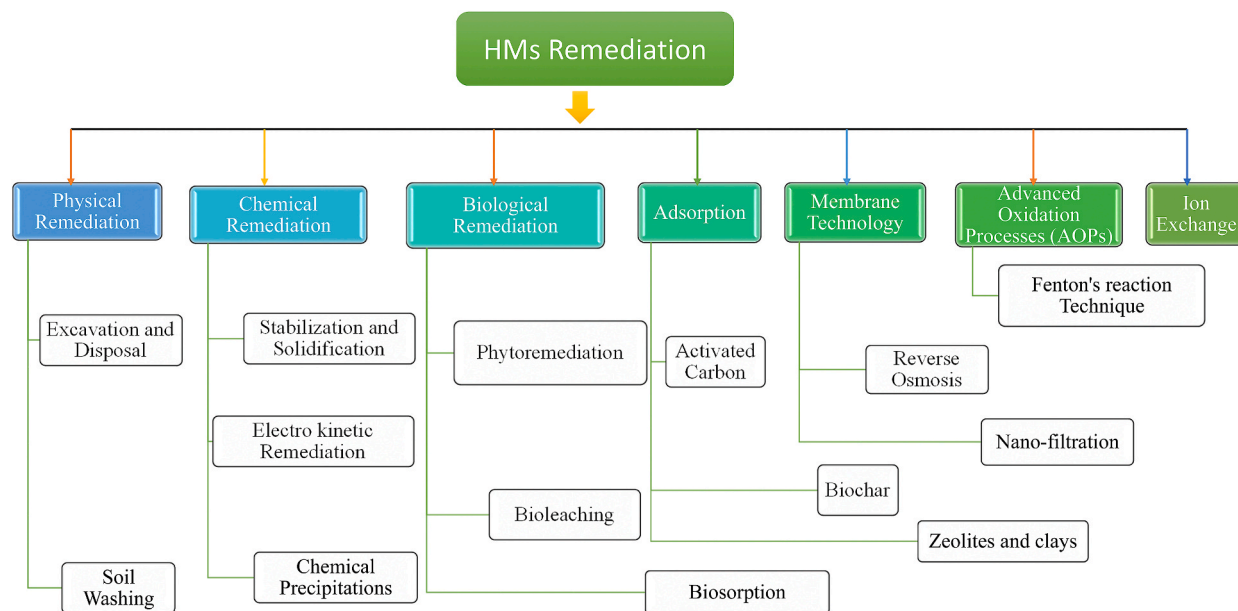 HMs Remediation
Physical
Remediation
Chemical
Remediation
Biological
Remediation
Adsorption
Membrane
Technology
Advanced
Oxidation
Processes (AOPs)
Ion
Exchange
Excavation and
Disposal
Soil
Washing
Stabilization and
Solidification
Electro kinetic
Remediation
Chemical
Precipitations
Phytoremediation
Bioleaching
Biosorption
Activated
Carbon
Biochar
Zeolites and clays
Reverse
Osmosis
Nano-filtration
Fenton's reaction
Technique